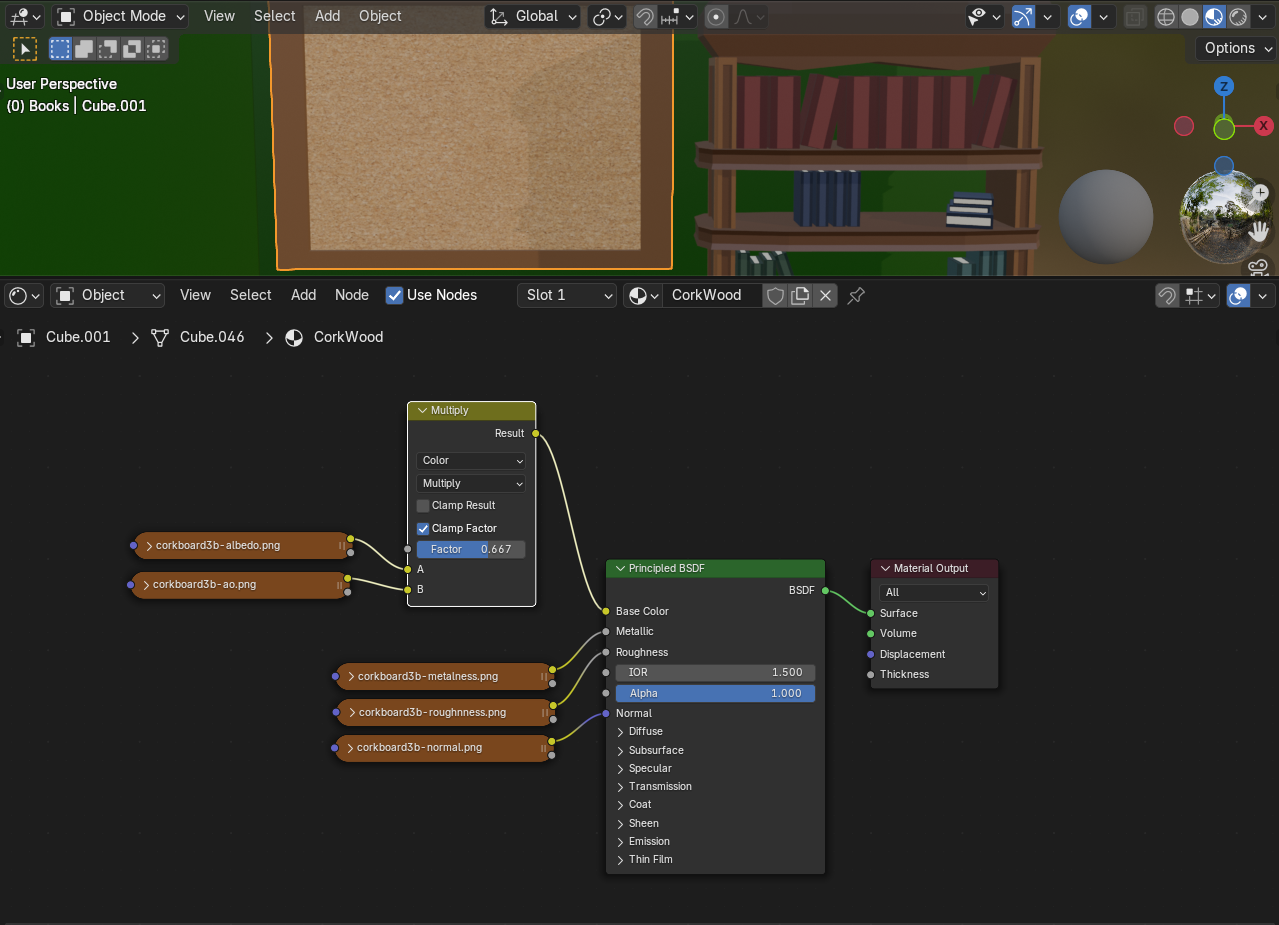 Object Mode View Select Add Object Global
Options
User Perspective
(0) Books | Cube.001
Z
X
Object View Select Add Node Use Nodes Slot 1 CorkWood
Cube.001 Cube.046 CorkWood
Multiply
Result
Color
Multiply
Clamp Result
Clamp Factor
Factor 0.667
A
B
corkboard3b-albedo.png
corkboard3b-ao.png
corkboard3b-metalness.png
corkboard3b-roughnness.png
corkboard3b-normal.png
Principled BSDF
BSDF
Base Color
Metallic
Roughness
IOR 1.500
Alpha 1.000
Normal
Diffuse
Subsurface
Specular
Transmission
Coat
Sheen
Emission
Thin Film
Material Output
All
Surface
Volume
Displacement
Thickness